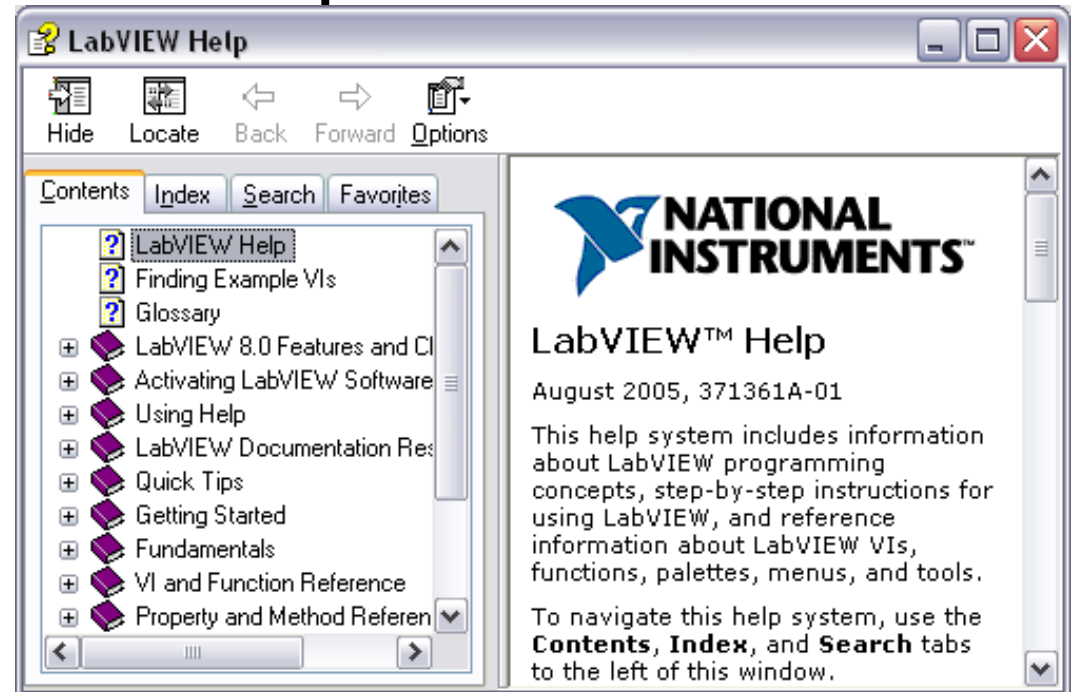 LabVIEW Help
Hide Locate Back Forward Options
Contents Index Search Favorites
LabVIEW Help
Finding Example VIs
Glossary
LabVIEW 8.0 Features and Cl
Activating LabVIEW Software
Using Help
LabVIEW Documentation Res
Quick Tips
Getting Started
Fundamentals
VI and Function Reference
Property and Method Referen
NATIONAL
INSTRUMENTS™
LabVIEW™ Help
August 2005, 371361A-01
This help system includes information
about LabVIEW programming
concepts, step-by-step instructions for
using LabVIEW, and reference
information about LabVIEW VIs,
functions, palettes, menus, and tools.
To navigate this help system, use the
Contents, Index, and Search tabs
to the left of this window.